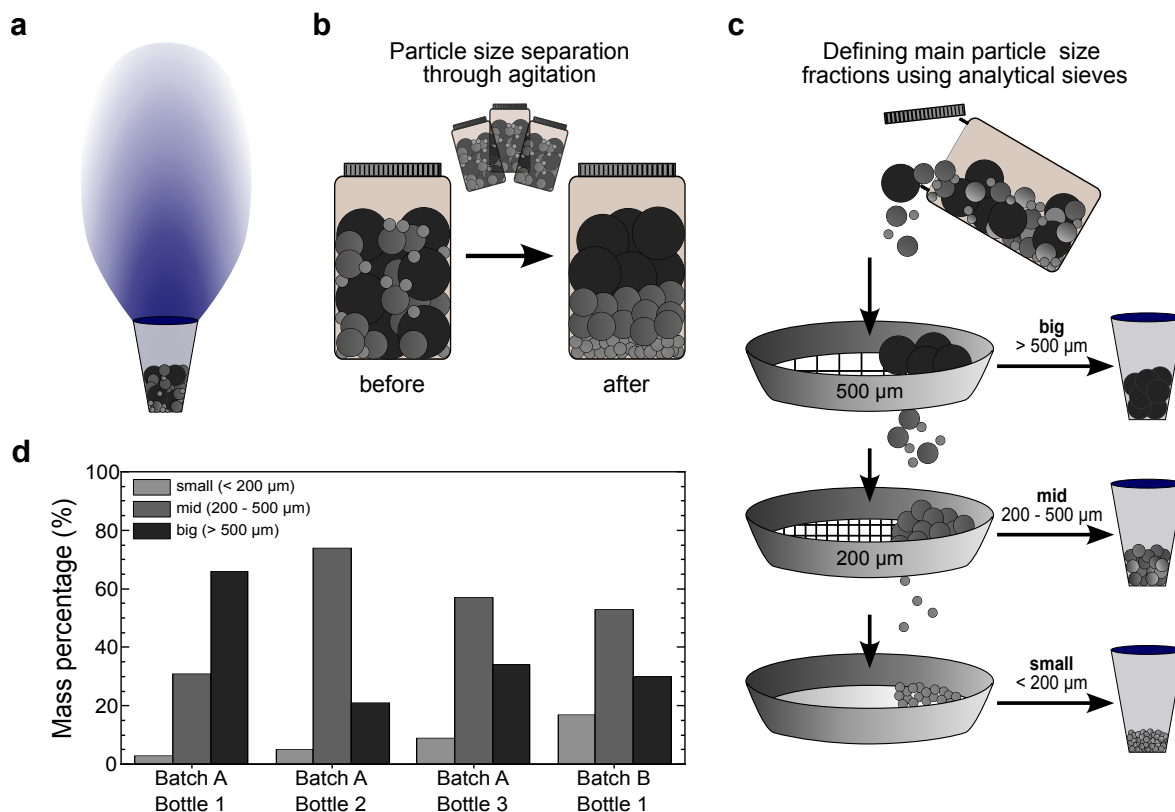 a
b
Particle size separation
through agitation
before
after
c
Defining main particle size
fractions using analytical sieves
500 µm
big
> 500 µm
200 µm
mid
200 - 500 µm
small
< 200 µm
d
Mass percentage (%)
100
80
60
40
20
0
small (< 200 µm)
mid (200 - 500 µm)
big (> 500 µm)
Batch A
Bottle 1
Batch A
Bottle 2
Batch A
Bottle 3
Batch B
Bottle 1